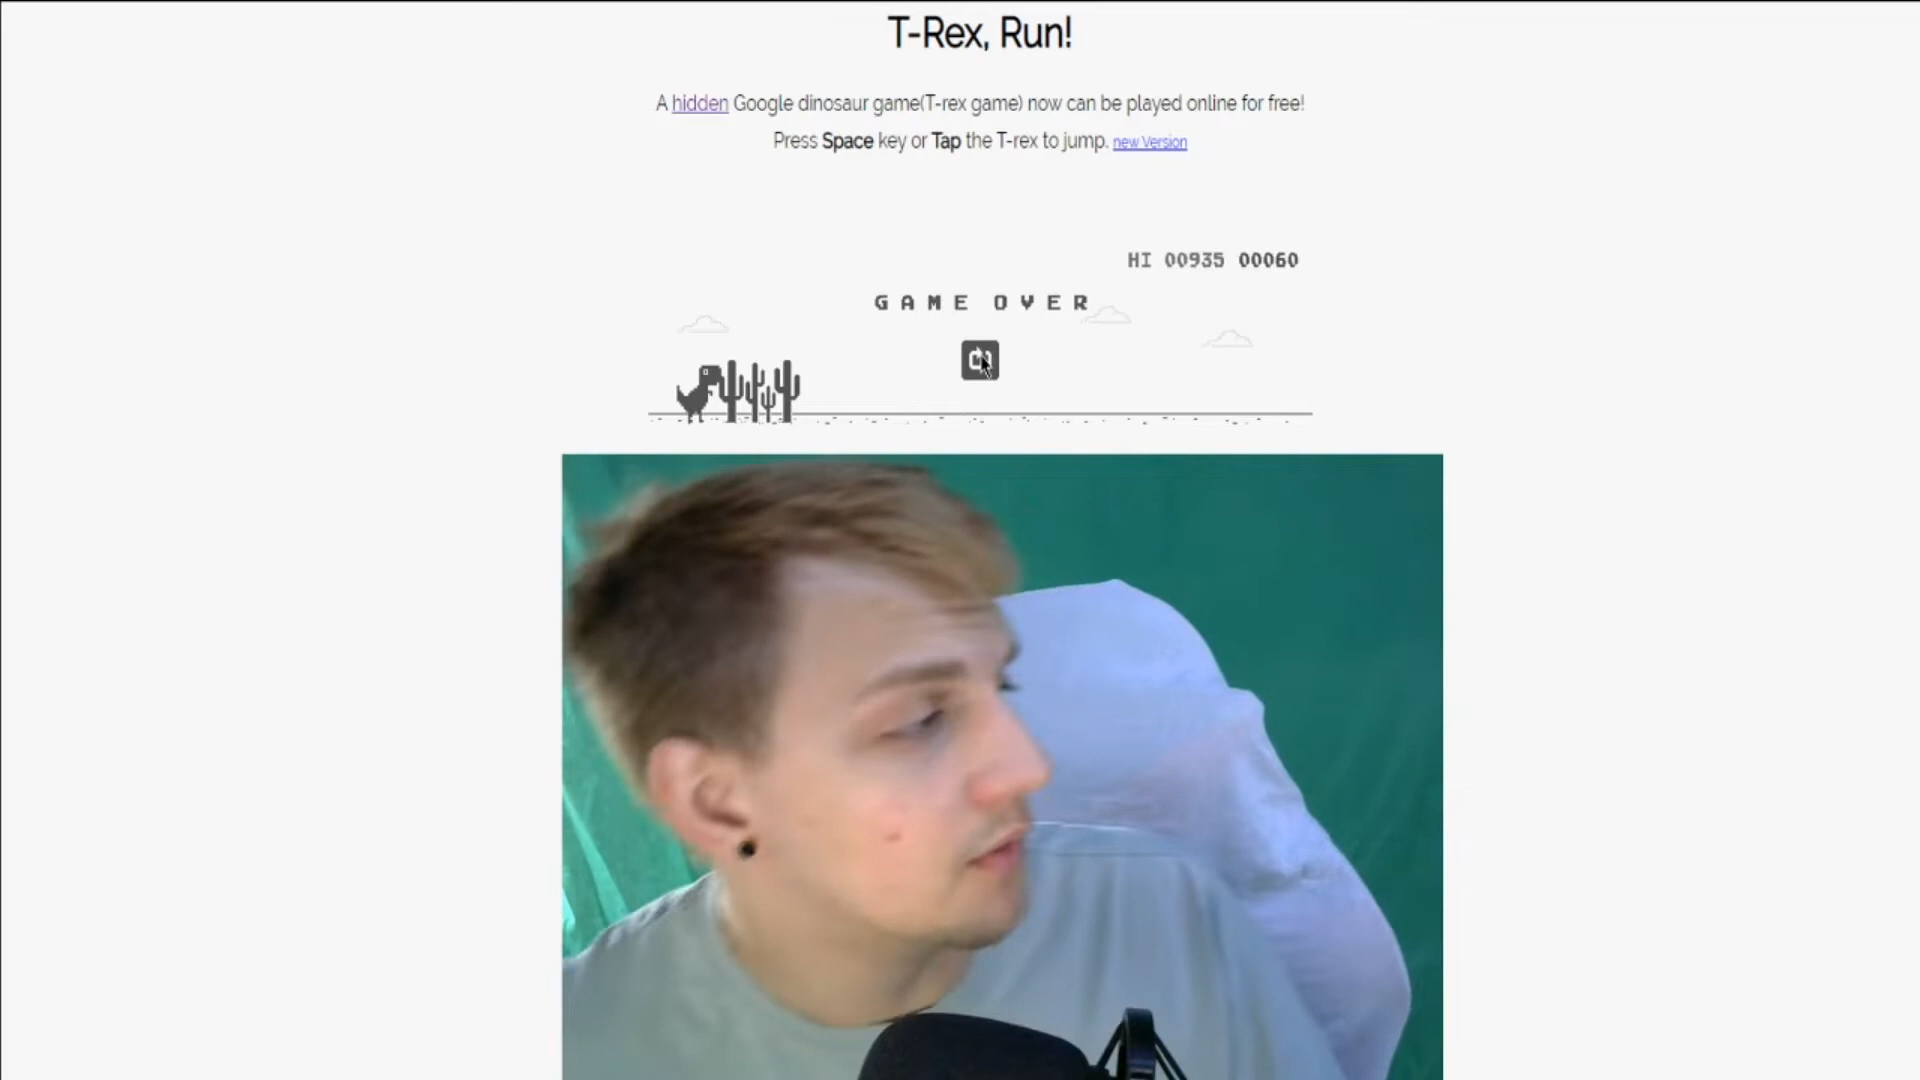 T-Rex, Run!
A hidden Google dinosaur game(T-rex game) now can be played online for free!
Press Space key or Tap the T-rex to jump. new Version
HI 00935 00060
GAME OVER